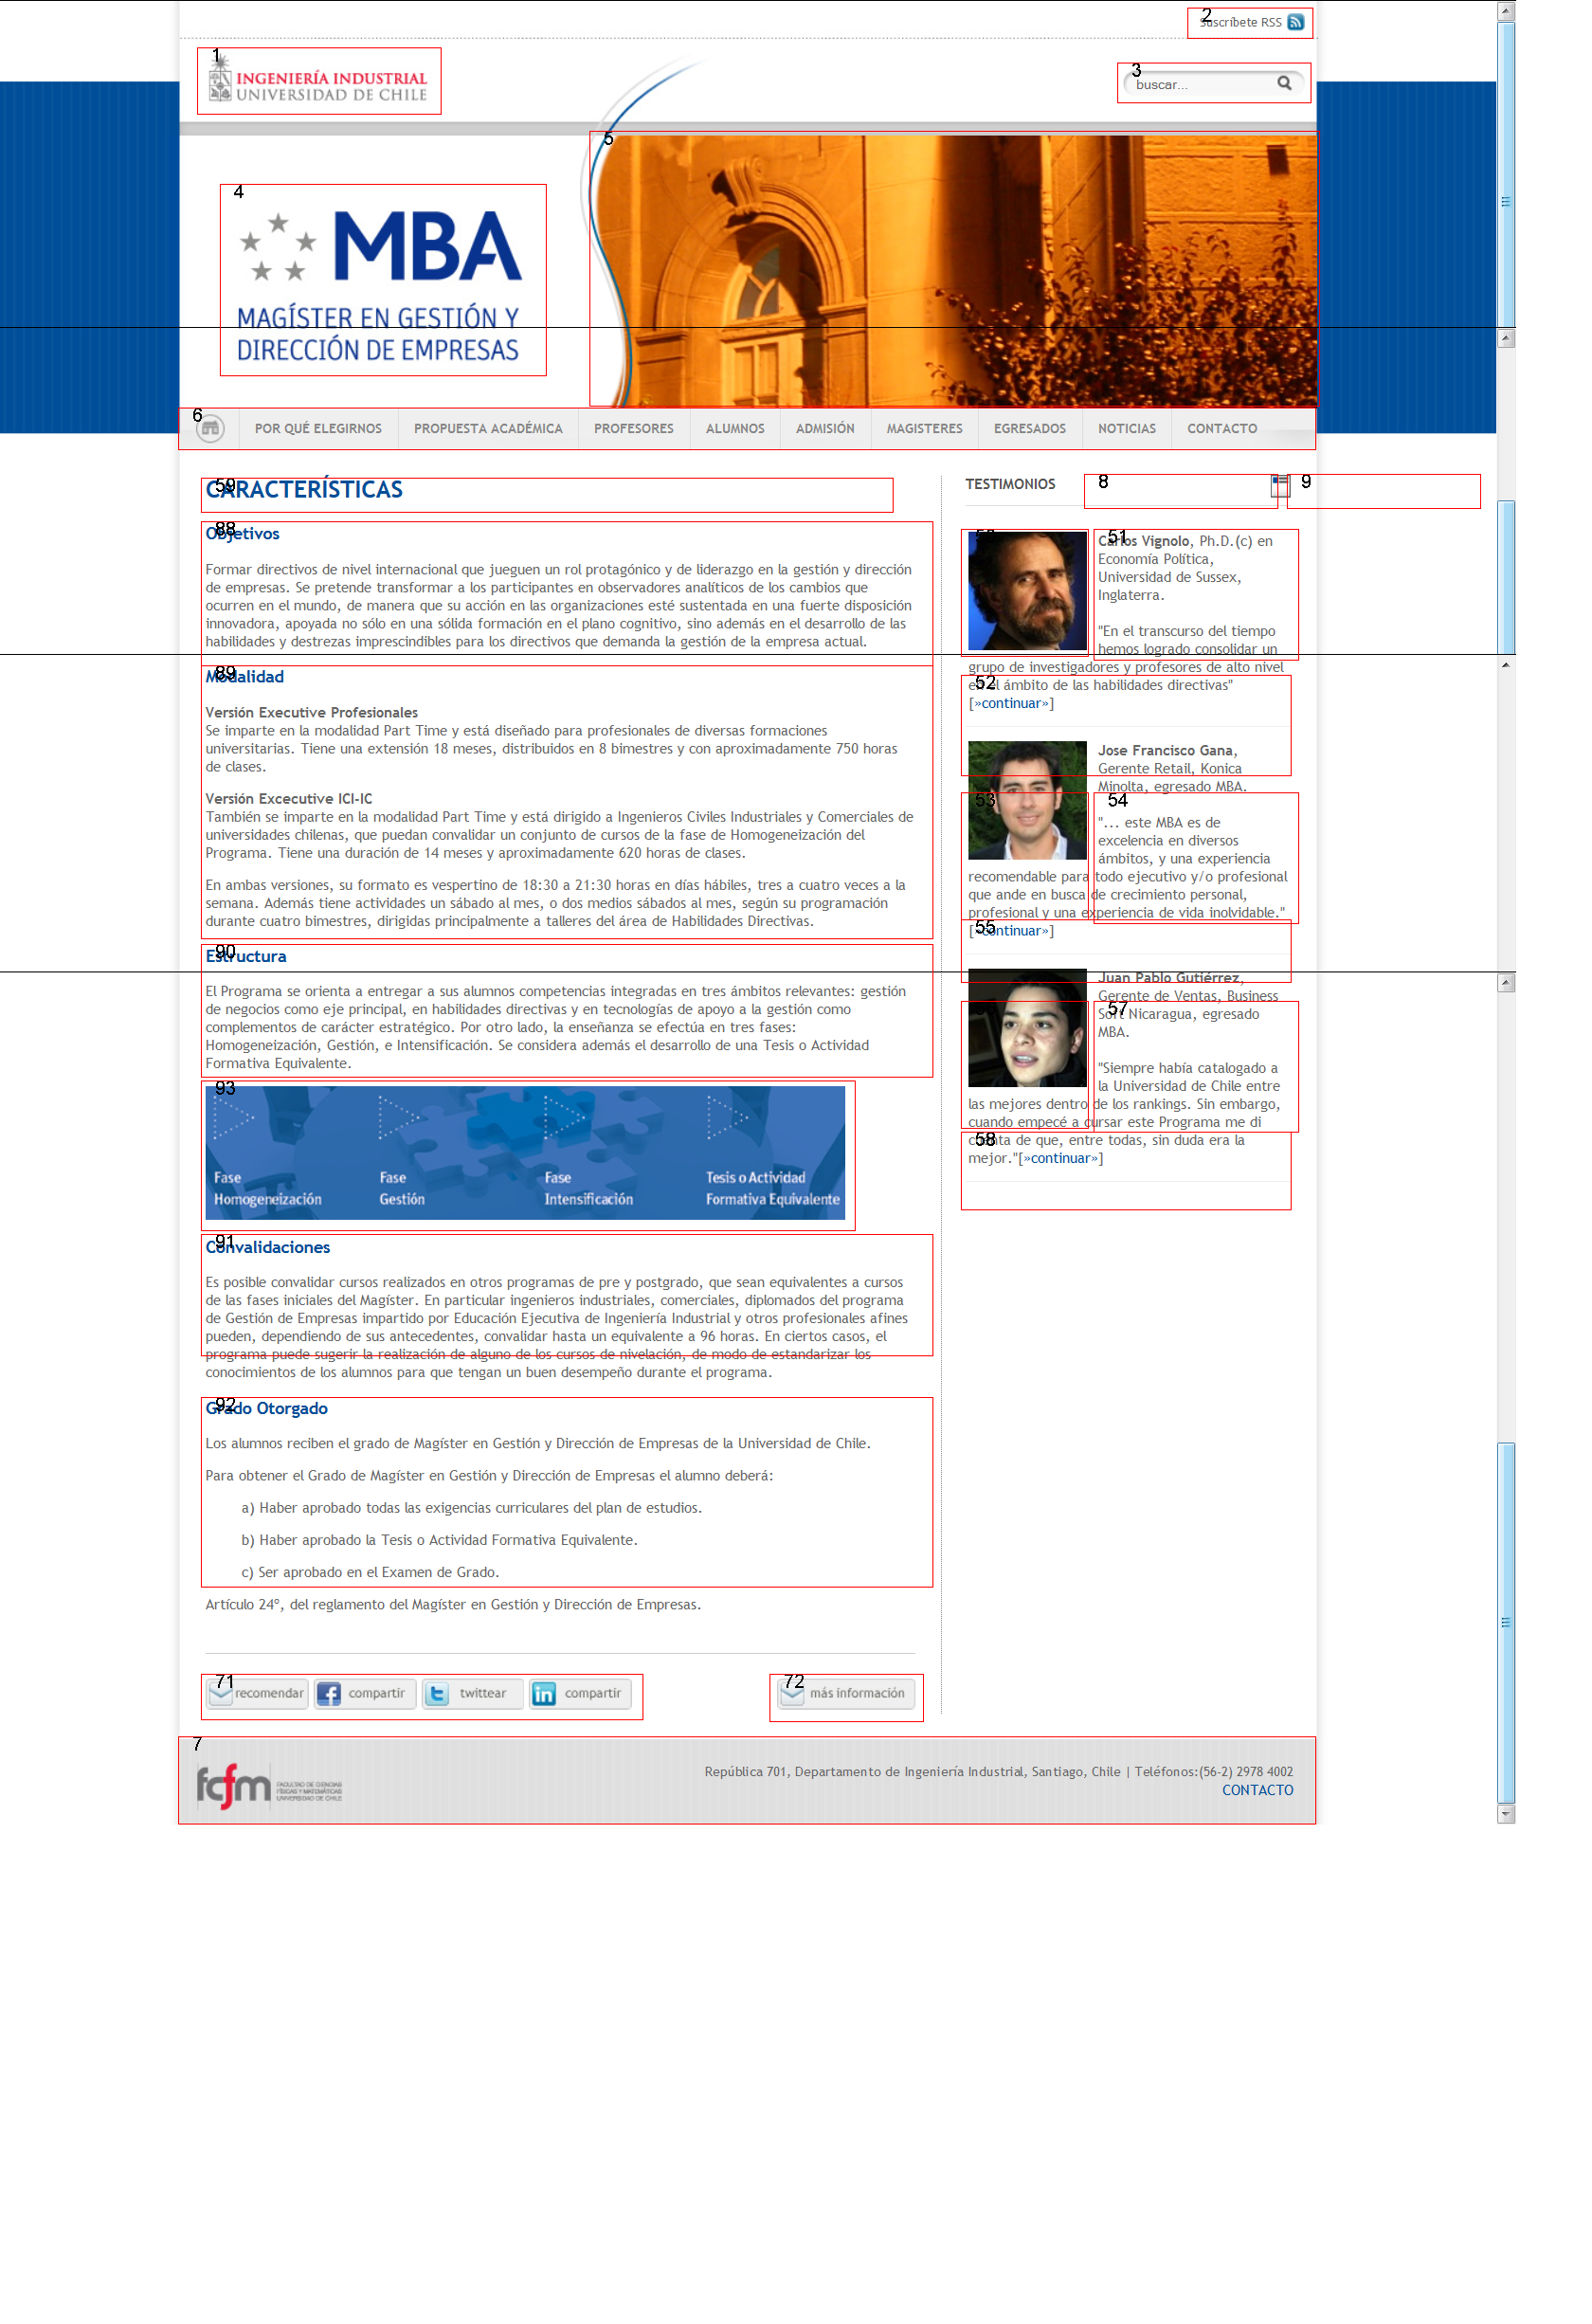 2
Suscríbete RSS
1
INGENIERÍA INDUSTRIAL
UNIVERSIDAD DE CHILE
3
buscar...
5
4
MBA
MAGÍSTER EN GESTIÓN Y
DIRECCIÓN DE EMPRESAS
6
POR QUÉ ELEGIRNOS PROPUESTA ACADÉMICA PROFESORES ALUMNOS ADMISIÓN MAGISTERES EGRESADOS NOTICIAS CONTACTO
59
CARACTERÍSTICAS
88
Objetivos
Formar directivos de nivel internacional que jueguen un rol protagónico y de liderazgo en la gestión y dirección
de empresas. Se pretende transformar a los participantes en observadores analíticos de los cambios que
ocurren en el mundo, de manera que su acción en las organizaciones esté sustentada en una fuerte disposición
innovadora, apoyada no sólo en una sólida formación en el plano cognitivo, sino además en el desarrollo de las
habilidades y destrezas imprescindibles para los directivos que demanda la gestión de la empresa actual.
89
Modalidad
Versión Executive Profesionales
Se imparte en la modalidad Part Time y está diseñado para profesionales de diversas formaciones
universitarias. Tiene una extensión 18 meses, distribuidos en 8 bimestres y con aproximadamente 750 horas
de clases.
Versión Excecutive ICI-IC
También se imparte en la modalidad Part Time y está dirigido a Ingenieros Civiles Industriales y Comerciales de
universidades chilenas, que puedan convalidar un conjunto de cursos de la fase de Homogeneización del
Programa. Tiene una duración de 14 meses y aproximadamente 620 horas de clases.
En ambas versiones, su formato es vespertino de 18:30 a 21:30 horas en días hábiles, tres a cuatro veces a la
semana. Además tiene actividades un sábado al mes, o dos medios sábados al mes, según su programación
durante cuatro bimestres, dirigidas principalmente a talleres del área de Habilidades Directivas.
90
Estructura
El Programa se orienta a entregar a sus alumnos competencias integradas en tres ámbitos relevantes: gestión
de negocios como eje principal, en habilidades directivas y en tecnologías de apoyo a la gestión como
complementos de carácter estratégico. Por otro lado, la enseñanza se efectúa en tres fases:
Homogeneización, Gestión, e Intensificación. Se considera además el desarrollo de una Tesis o Actividad
Formativa Equivalente.
93
Fase
Homogeneización
Fase
Gestión
Fase
Intensificación
Tesis o Actividad
Formativa Equivalente
91
Convalidaciones
Es posible convalidar cursos realizados en otros programas de pre y postgrado, que sean equivalentes a cursos
de las fases iniciales del Magíster. En particular ingenieros industriales, comerciales, diplomados del programa
de Gestión de Empresas impartido por Educación Ejecutiva de Ingeniería Industrial y otros profesionales afines
pueden, dependiendo de sus antecedentes, convalidar hasta un equivalente a 96 horas. En ciertos casos, el
programa puede sugerir la realización de alguno de los cursos de nivelación, de modo de estandarizar los
conocimientos de los alumnos para que tengan un buen desempeño durante el programa.
92
Grado Otorgado
Los alumnos reciben el grado de Magíster en Gestión y Dirección de Empresas de la Universidad de Chile.
Para obtener el Grado de Magíster en Gestión y Dirección de Empresas el alumno deberá:
a) Haber aprobado todas las exigencias curriculares del plan de estudios.
b) Haber aprobado la Tesis o Actividad Formativa Equivalente.
c) Ser aprobado en el Examen de Grado.
Artículo 24º, del reglamento del Magíster en Gestión y Dirección de Empresas.
71
recomendar compartir twittear compartir
72
más información
TESTIMONIOS
8
9
51
Carlos Vignolo, Ph.D.(c) en
Economía Política,
Universidad de Sussex,
Inglaterra.
"En el transcurso del tiempo
hemos logrado consolidar un
grupo de investigadores y profesores de alto nivel
en el ámbito de las habilidades directivas"
52
[»continuar»]
Jose Francisco Gana,
Gerente Retail, Konica
Minolta, egresado MBA.
53
54
"... este MBA es de
excelencia en diversos
ámbitos, y una experiencia
recomendable para todo ejecutivo y/o profesional
que ande en busca de crecimiento personal,
profesional y una experiencia de vida inolvidable."
55
[»continuar»]
Juan Pablo Gutiérrez,
Gerente de Ventas, Business
57
Soft Nicaragua, egresado
MBA.
"Siempre había catalogado a
la Universidad de Chile entre
las mejores dentro de los rankings. Sin embargo,
cuando empecé a cursar este Programa me di
58
cuenta de que, entre todas, sin duda era la
mejor."[»continuar»]
7
fcfm
FACULTAD DE CIENCIAS
FÍSICAS Y MATEMÁTICAS
UNIVERSIDAD DE CHILE
República 701, Departamento de Ingeniería Industrial, Santiago, Chile | Teléfonos:(56-2) 2978 4002
CONTACTO